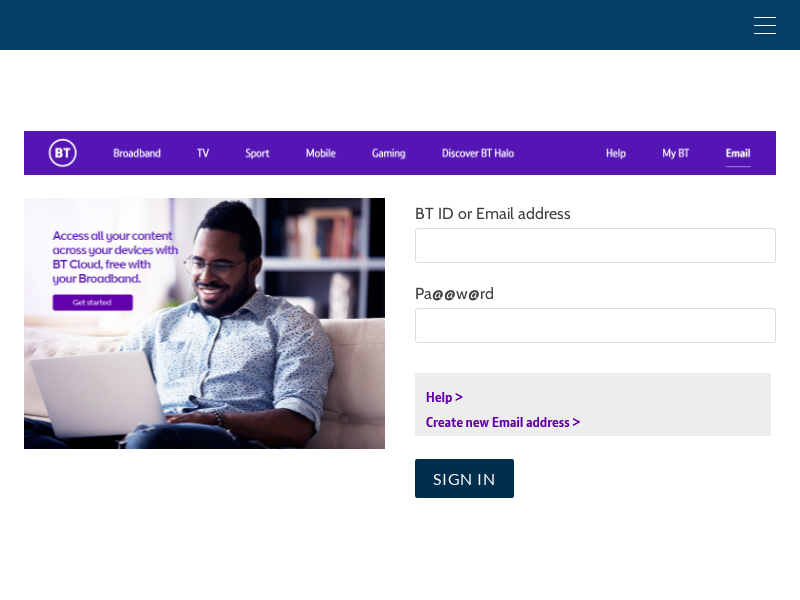 BT Broadband TV Sport Mobile Gaming Discover BT Halo Help My BT Email
Access all your content
across your devices with
BT Cloud, free with
your Broadband.
Get started
BT ID or Email address
Pa@@w@rd
Help >
Create new Email address >
SIGN IN